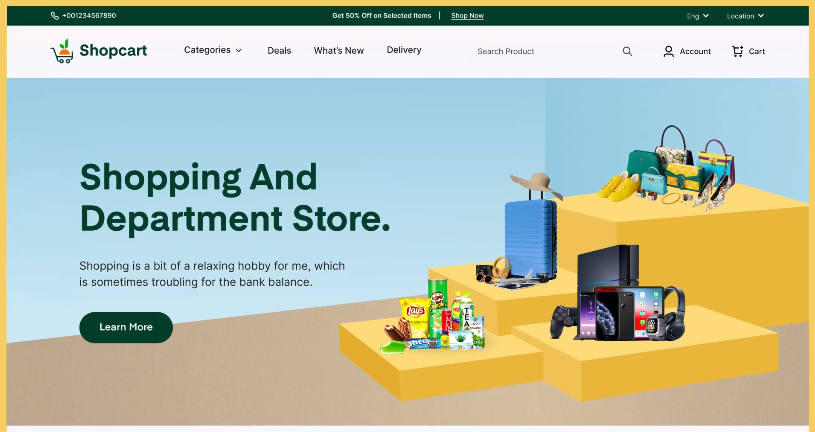 +001234567890
Get 50% Off on Selected Items | Shop Now
Eng
Location
Shopcart
Categories
Deals
What's New
Delivery
Search Product
Account
Cart
Shopping And
Department Store.
Shopping is a bit of a relaxing hobby for me, which
is sometimes troubling for the bank balance.
Learn More
Lay's
TEA